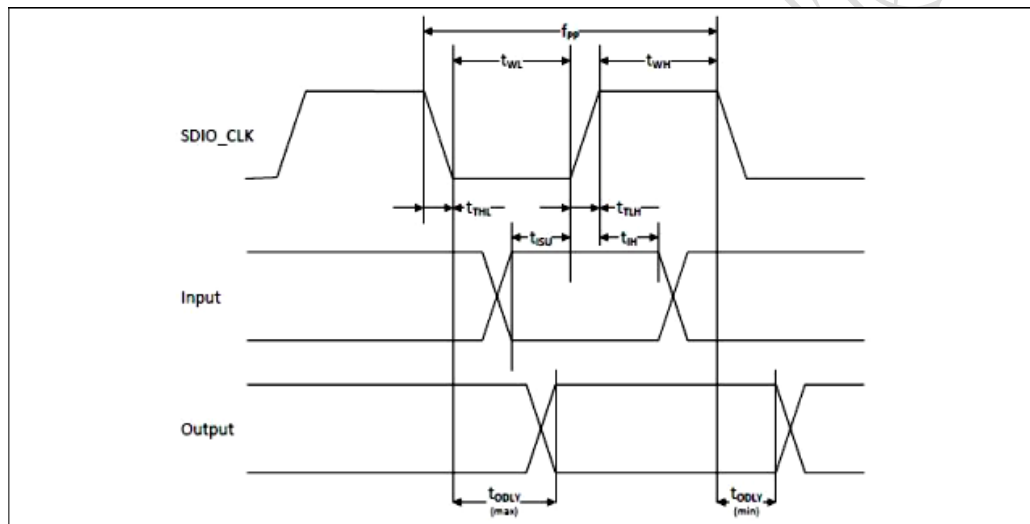 fPP
tWL
tWH
SDIO_CLK
tTHL
tTLH
tISU
tIH
Input
Output
tODLY
(max)
tODLY
(min)